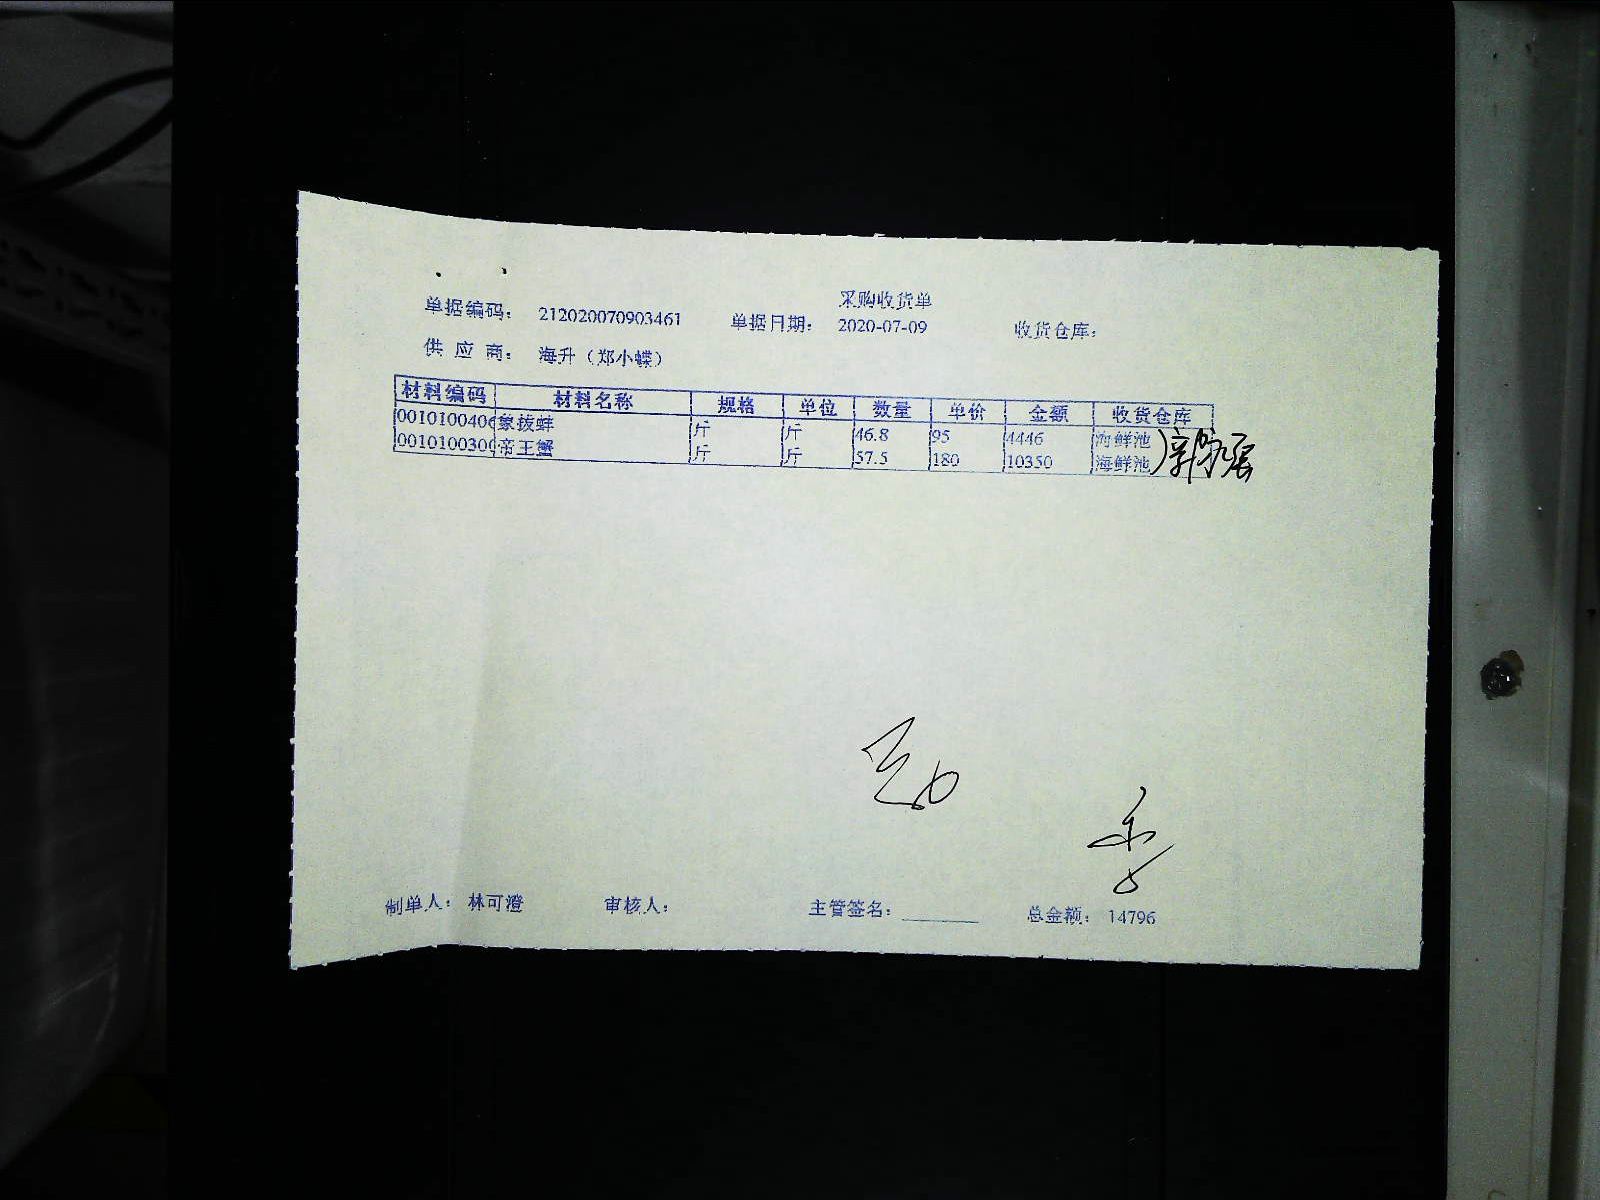 采购收货单
单据编码： 212020070903461 单据日期： 2020-07-09 收货仓库：
供 应 商： 海升（郑小蝶）
材料编码 材料名称 规格 单位 数量 单价 金额 收货仓库
0010100406 象拔蚌 斤 斤 46.8 95 4446 海鲜池
0010100300 帝王蟹 斤 斤 57.5 180 10350 海鲜池
制单人： 林可澄 审核人： 主管签名： 总金额： 14796